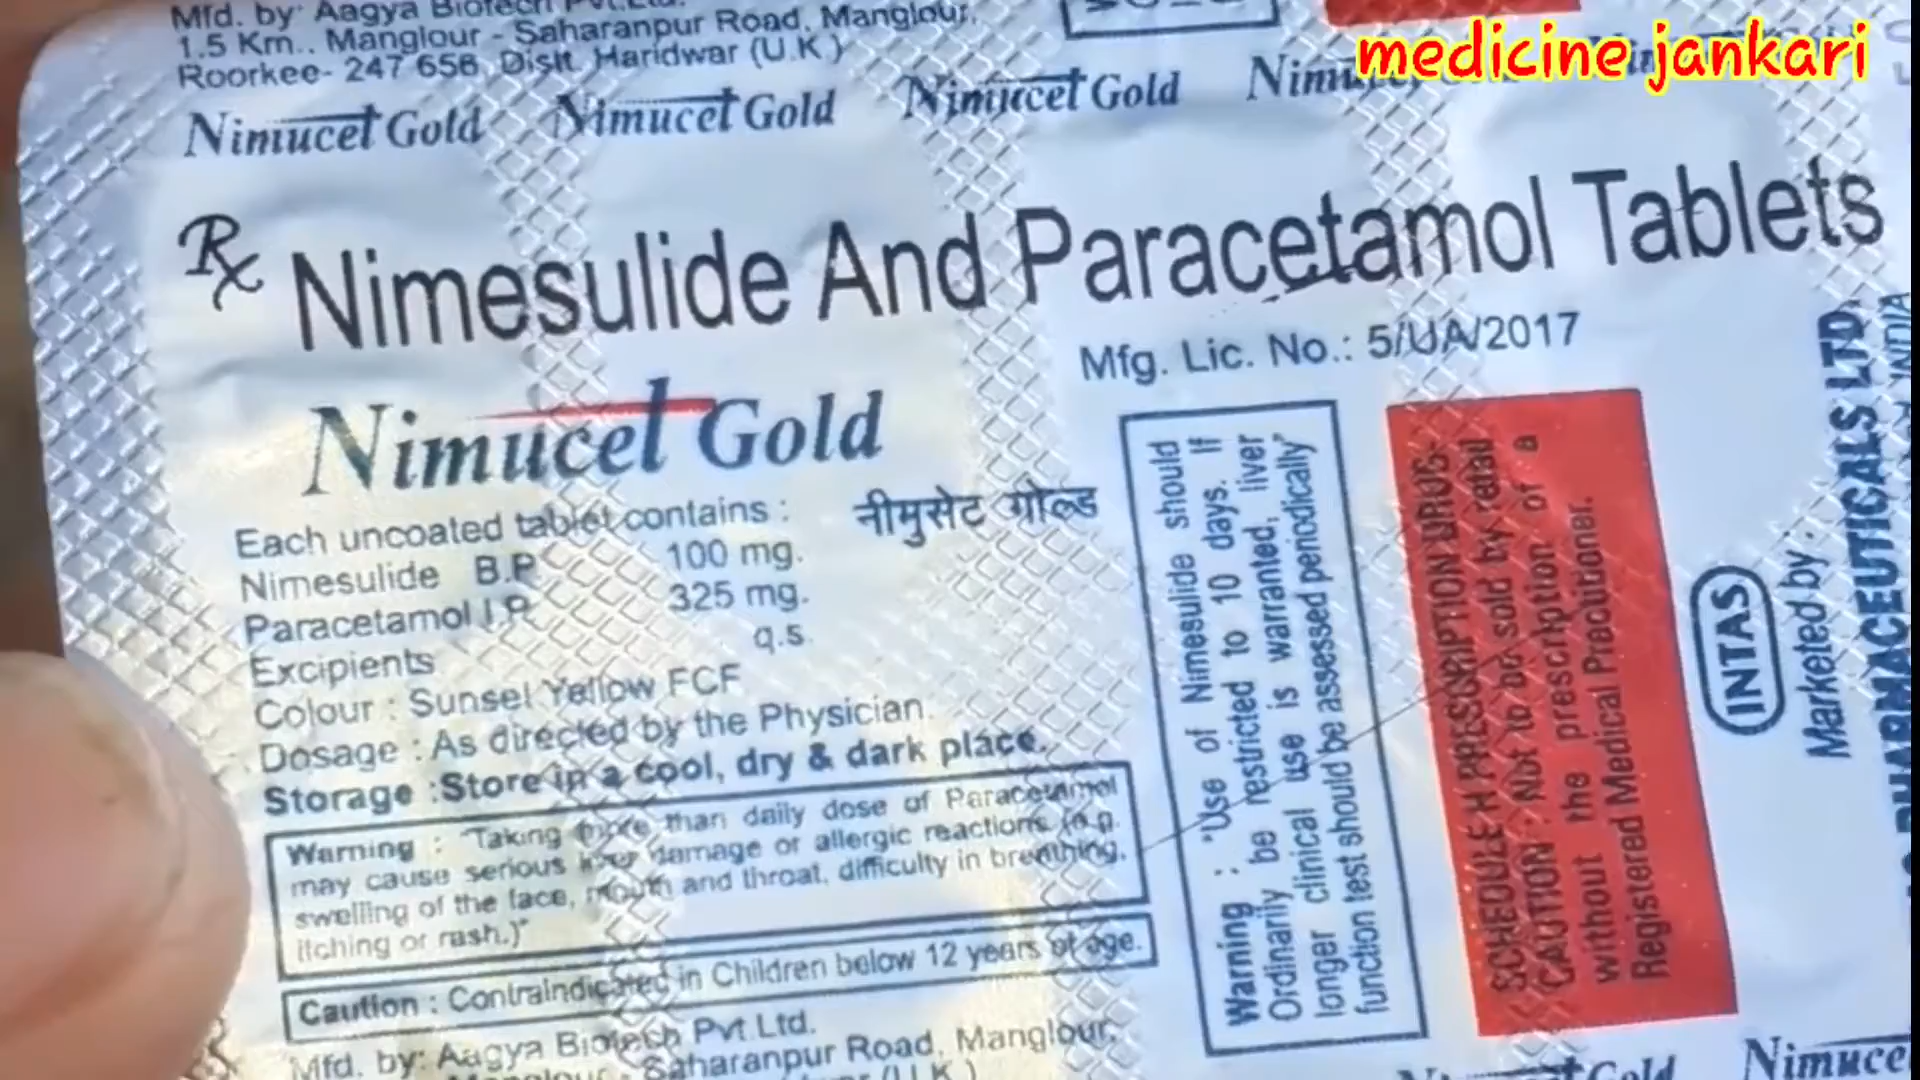 Mfd. by: Aagya Biotech Pvt.Ltd.
1.5 Km., Manglour - Saharanpur Road, Manglour,
Roorkee- 247 656, Distt. Haridwar (U.K.)
medicine jankari
Nimucet Gold Nimucet Gold Nimucet Gold
Rx Nimesulide And Paracetamol Tablets
Mfg. Lic. No.: 5/UA/2017
Nimucet Gold
नीमुसेट गोल्ड
Each uncoated tablet contains :
Nimesulide B.P. 100 mg.
Paracetamol I.P. 325 mg.
Excipients q.s.
Colour : Sunset Yellow FCF
Dosage : As directed by the Physician.
Storage :Store in a cool, dry & dark place.
Warning : "Taking more than daily dose of Paracetamol
may cause serious liver damage or allergic reactions (e.g.
swelling of the face, mouth and throat, difficulty in breathing,
itching or rash.)"
Caution : Contraindicated in Children below 12 years of age.
Mfd. by: Aagya Biotech Pvt.Ltd.
Saharanpur Road, Manglour,
Warning : "Use of Nimesulide should
Ordinarily be restricted to 10 days. If
longer clinical use is warranted, liver
function test should be assessed periodically"
SCHEDULE H PRESCRIPTION DRUG-
CAUTION : Not to be sold by retail
without the prescription of a
Registered Medical Practitioner.
INTAS
Marketed by :
PHARMACEUTICALS LTD.
INDIA
Gold